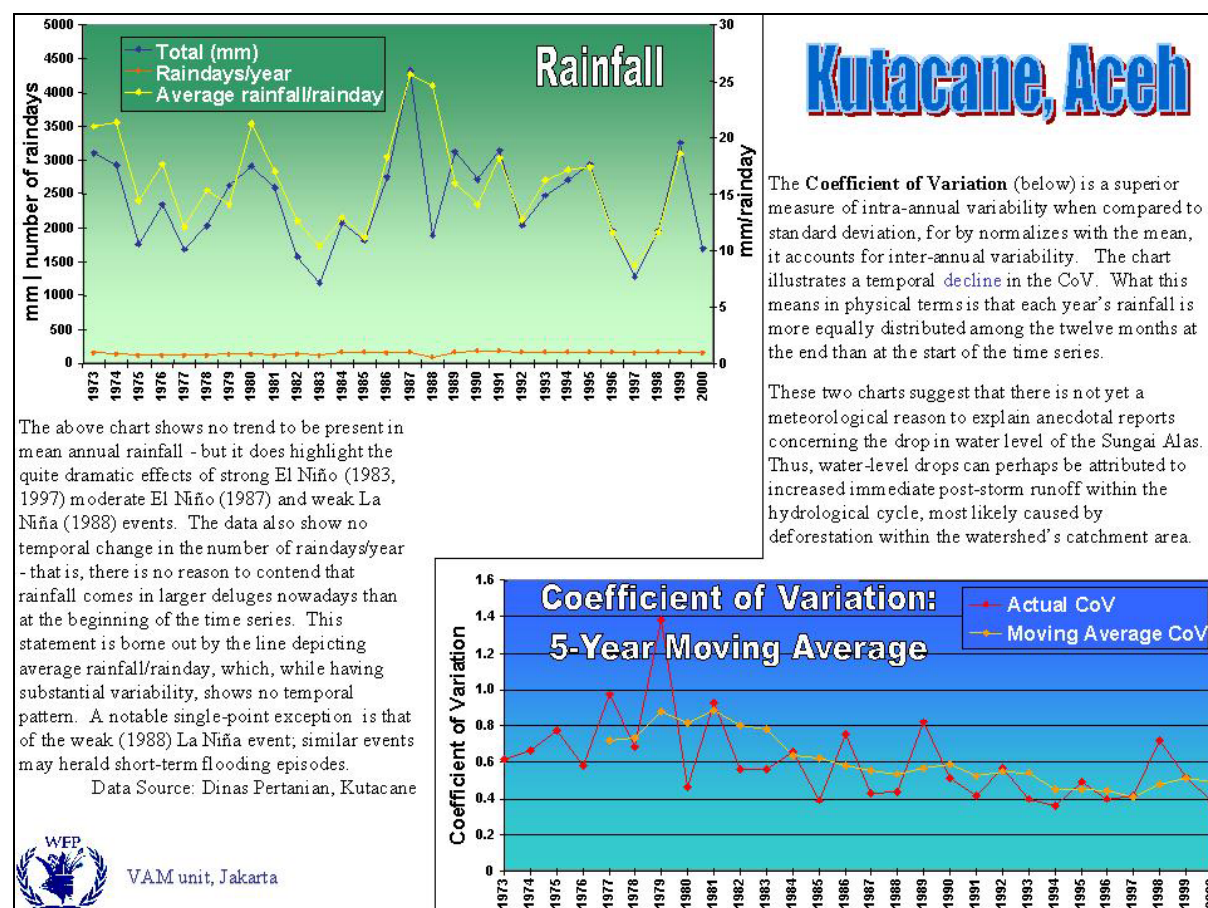 Rainfall
Total (mm)
Raindays/year
Average rainfall/rainday
mm | number of raindays
5000
4500
4000
3500
3000
2500
2000
1500
1000
500
0
30
25
20
15
10
5
0
mm/rainday
1973
1974
1975
1976
1977
1978
1979
1980
1981
1982
1983
1984
1985
1986
1987
1988
1989
1990
1991
1992
1993
1994
1995
1996
1997
1998
1999
2000
Kutacane, Aceh
The Coefficient of Variation (below) is a superior
measure of intra-annual variability when compared to
standard deviation, for by normalizes with the mean,
it accounts for inter-annual variability. The chart
illustrates a temporal decline in the CoV. What this
means in physical terms is that each year's rainfall is
more equally distributed among the twelve months at
the end than at the start of the time series.
These two charts suggest that there is not yet a
meteorological reason to explain anecdotal reports
concerning the drop in water level of the Sungai Alas.
Thus, water-level drops can perhaps be attributed to
increased immediate post-storm runoff within the
hydrological cycle, most likely caused by
deforestation within the watershed's catchment area.
The above chart shows no trend to be present in
mean annual rainfall - but it does highlight the
quite dramatic effects of strong El Niño (1983,
1997) moderate El Niño (1987) and weak La
Niña (1988) events. The data also show no
temporal change in the number of raindays/year
- that is, there is no reason to contend that
rainfall comes in larger deluges nowadays than
at the beginning of the time series. This
statement is borne out by the line depicting
average rainfall/rainday, which, while having
substantial variability, shows no temporal
pattern. A notable single-point exception is that
of the weak (1988) La Niña event; similar events
may herald short-term flooding episodes.
Data Source: Dinas Pertanian, Kutacane
WFP
VAM unit, Jakarta
Coefficient of Variation:
5-Year Moving Average
Actual CoV
Moving Average CoV
Coefficient of Variation
1.6
1.4
1.2
1.0
0.8
0.6
0.4
0.2
0
1973
1974
1975
1976
1977
1978
1979
1980
1981
1982
1983
1984
1985
1986
1987
1988
1989
1990
1991
1992
1993
1994
1995
1996
1997
1998
1999
2000